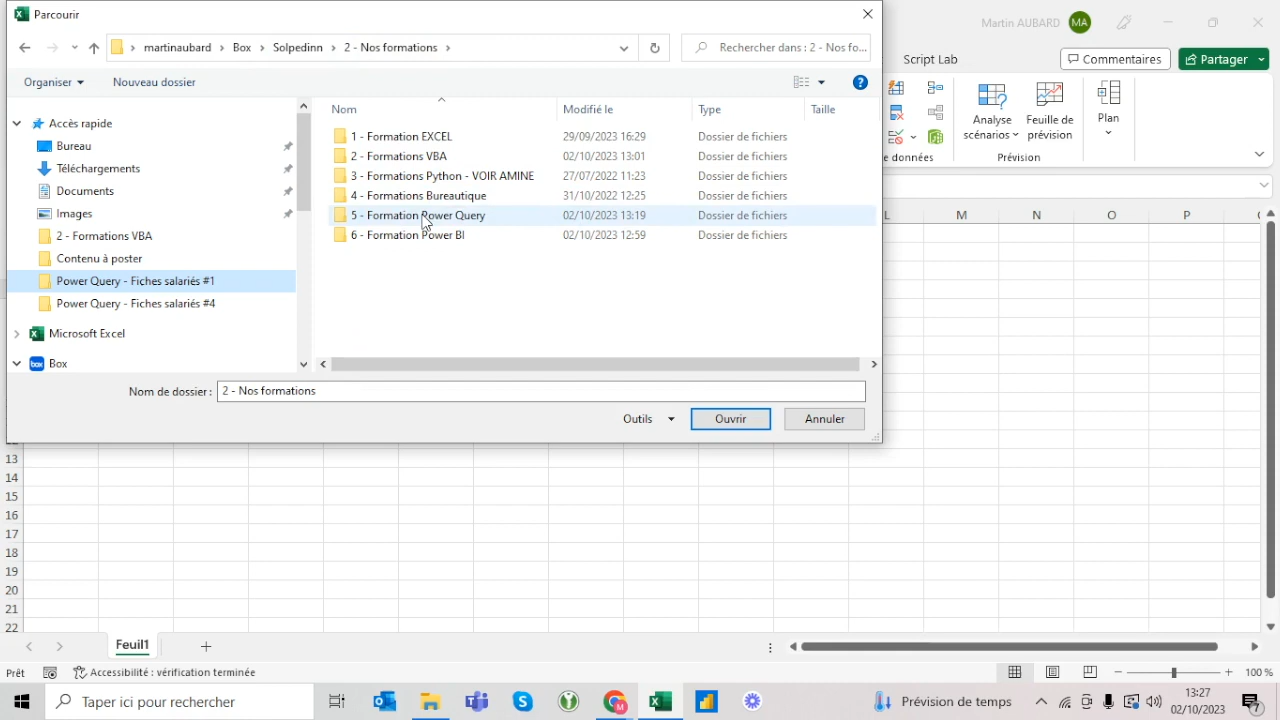 Parcourir
Martin AUBARD MA
martinaubard > Box > Solpedinn > 2 - Nos formations >
Rechercher dans : 2 - Nos fo...
Script Lab
Commentaires
Partager
Organiser
Nouveau dossier
Nom
Modifié le
Type
Taille
Accès rapide
Bureau
Téléchargements
Documents
Images
2 - Formations VBA
Contenu à poster
Power Query - Fiches salariés #1
Power Query - Fiches salariés #4
Microsoft Excel
box Box
1 - Formation EXCEL 29/09/2023 16:29 Dossier de fichiers
2 - Formations VBA 02/10/2023 13:01 Dossier de fichiers
3 - Formations Python - VOIR AMINE 27/07/2022 11:23 Dossier de fichiers
4 - Formations Bureautique 31/10/2022 12:25 Dossier de fichiers
5 - Formation Power Query 02/10/2023 13:19 Dossier de fichiers
6 - Formation Power BI 02/10/2023 12:59 Dossier de fichiers
Analyse scénarios
Feuille de prévision
Plan
e données
Prévision
L M N O P
Nom de dossier : 2 - Nos formations
Outils
Ouvrir
Annuler
13
14
15
16
17
18
19
20
21
22
Feuil1
Prêt
Accessibilité : vérification terminée
100 %
Taper ici pour rechercher
Prévision de temps
13:27
02/10/2023
7